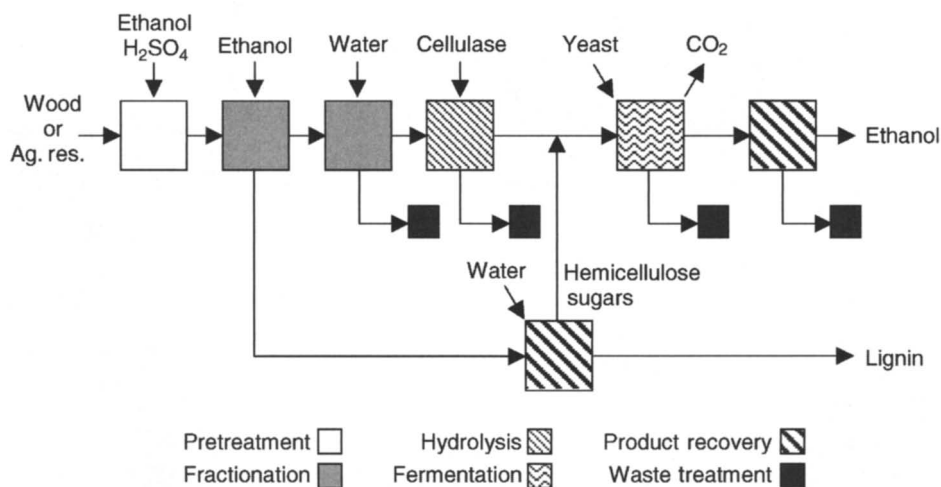 Ethanol
H₂SO₄
Ethanol
Water
Cellulase
Yeast
CO₂
Wood
or
Ag. res.
Ethanol
Water
Hemicellulose
sugars
Lignin
Pretreatment
Hydrolysis
Product recovery
Fractionation
Fermentation
Waste treatment